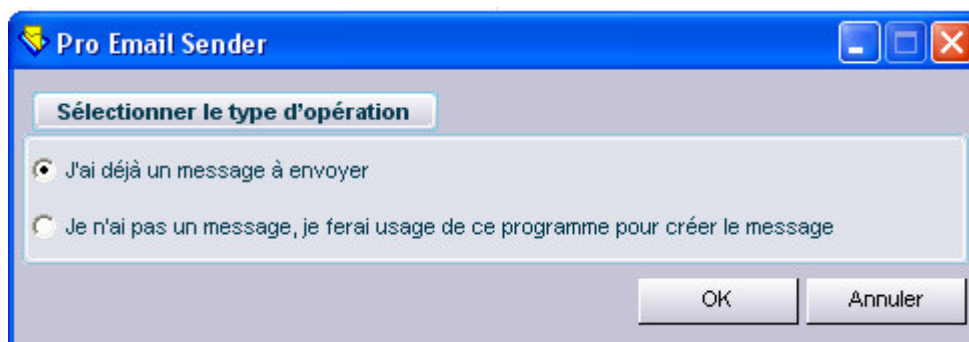 Pro Email Sender
Sélectionner le type d'opération
J'ai déjà un message à envoyer
Je n'ai pas un message, je ferai usage de ce programme pour créer le message
OK
Annuler